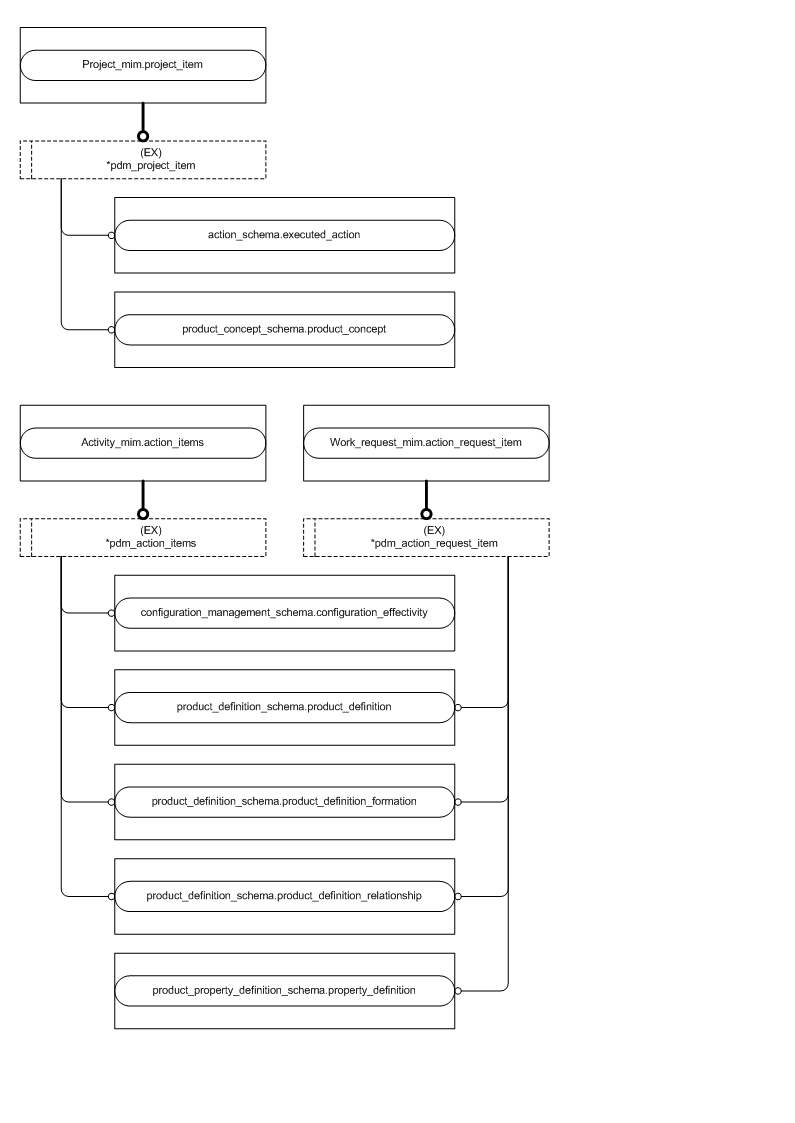 Project_mim.project_item
(EX)
*pdm_project_item
action_schema.executed_action
product_concept_schema.product_concept
Activity_mim.action_items
Work_request_mim.action_request_item
(EX)
*pdm_action_items
(EX)
*pdm_action_request_item
configuration_management_schema.configuration_effectivity
product_definition_schema.product_definition
product_definition_schema.product_definition_formation
product_definition_schema.product_definition_relationship
product_property_definition_schema.property_definition